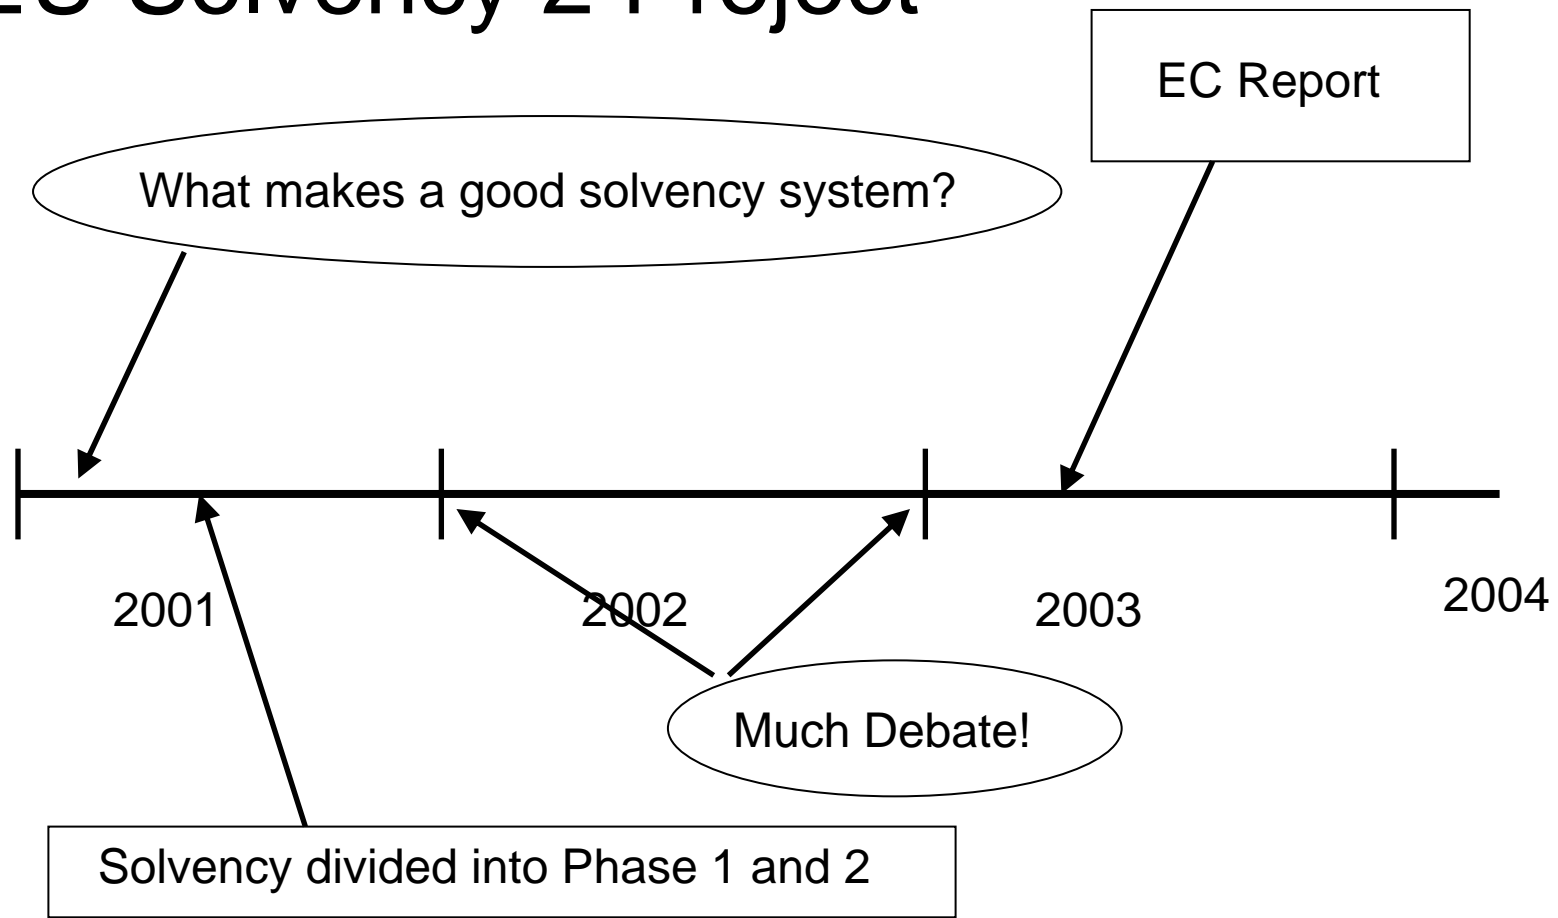 EU Solvency 2 Project
EC Report
What makes a good solvency system?
2001
2002
2003
2004
Much Debate!
Solvency divided into Phase 1 and 2